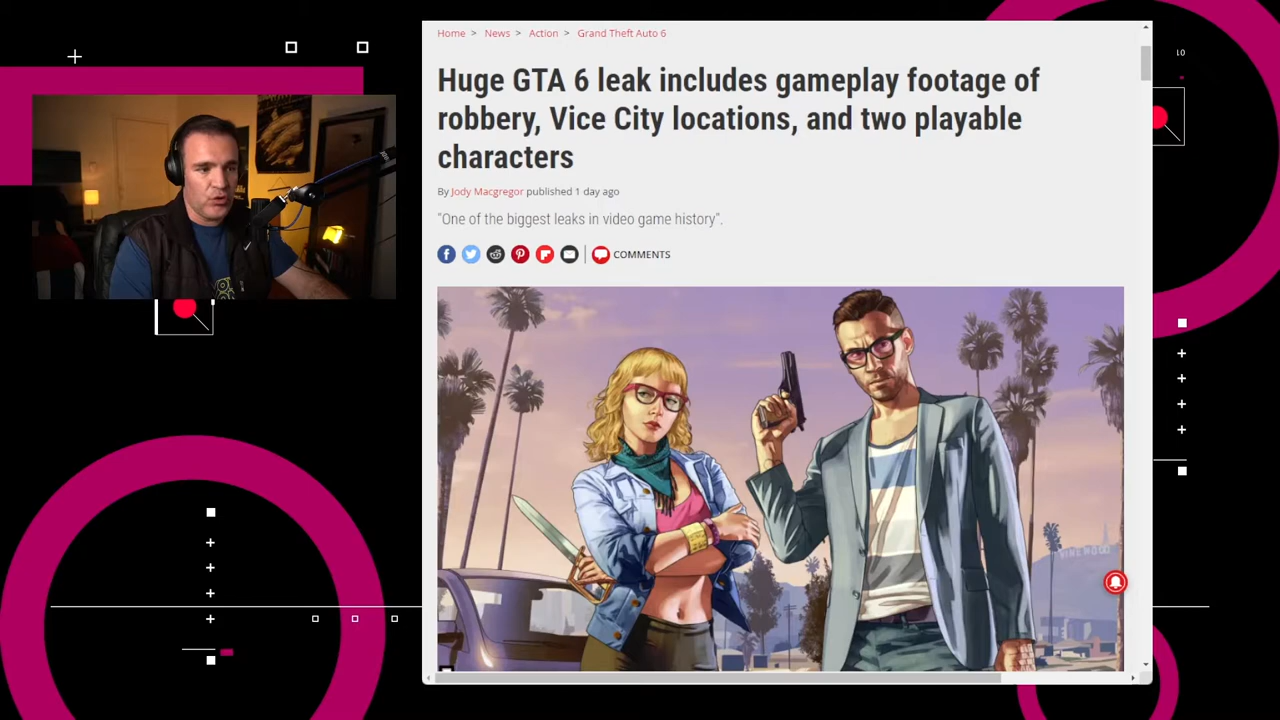 Home > News > Action > Grand Theft Auto 6
Huge GTA 6 leak includes gameplay footage of
robbery, Vice City locations, and two playable
characters
By Jody Macgregor published 1 day ago
"One of the biggest leaks in video game history".
COMMENTS
VINEWOOD
10